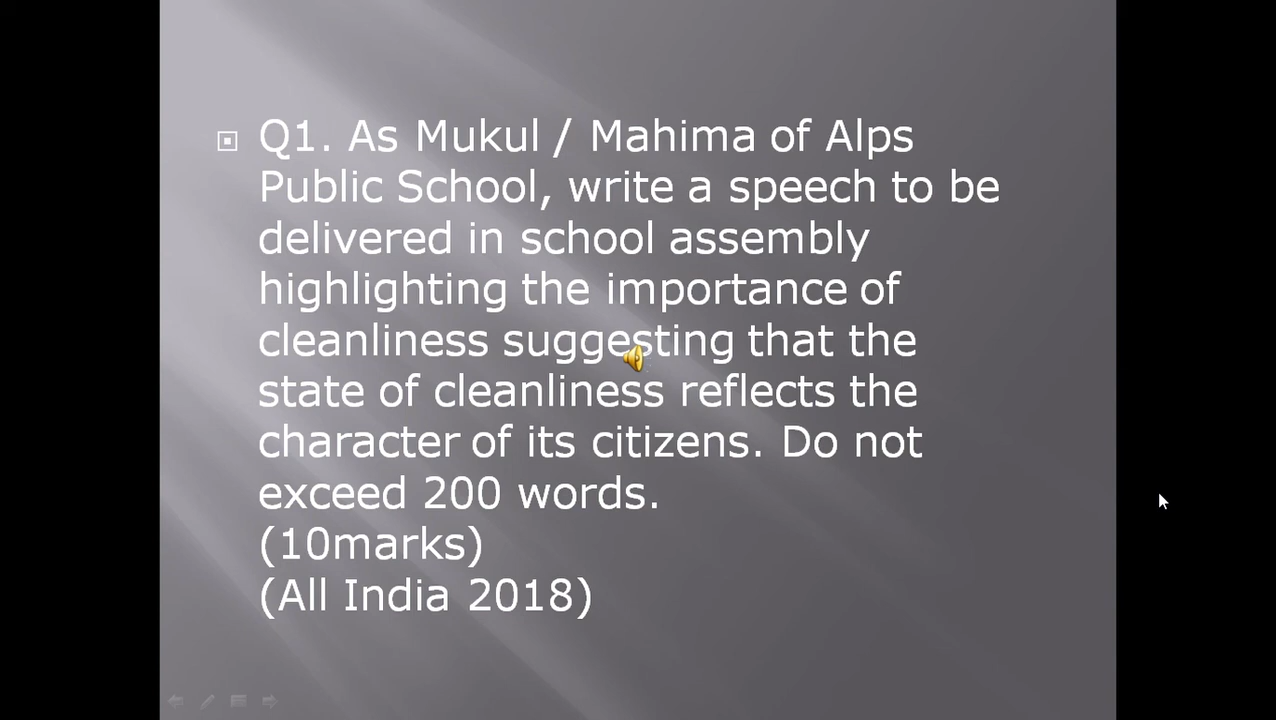 Q1. As Mukul / Mahima of Alps
Public School, write a speech to be
delivered in school assembly
highlighting the importance of
cleanliness suggesting that the
state of cleanliness reflects the
character of its citizens. Do not
exceed 200 words.
(10marks)
(All India 2018)